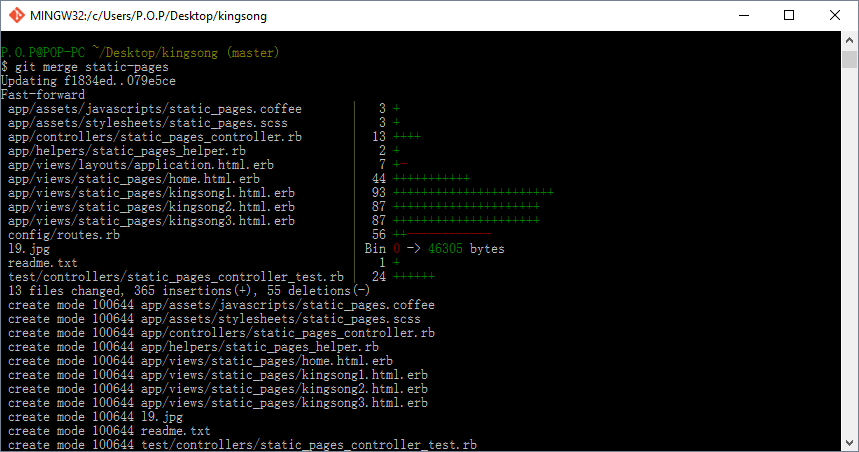 MINGW32:/c/Users/P.O.P/Desktop/kingsong
P.O.P@POP-PC ~/Desktop/kingsong (master)
$ git merge static-pages
Updating f1834ed..079e5ce
Fast-forward
 app/assets/javascripts/static_pages.coffee | 3 +
 app/assets/stylesheets/static_pages.scss | 3 +
 app/controllers/static_pages_controller.rb | 13 ++++
 app/helpers/static_pages_helper.rb | 2 +
 app/views/layouts/application.html.erb | 7 +-
 app/views/static_pages/home.html.erb | 44 +++++++++++
 app/views/static_pages/kingsong1.html.erb | 93 +++++++++++++++++++++++
 app/views/static_pages/kingsong2.html.erb | 87 +++++++++++++++++++++
 app/views/static_pages/kingsong3.html.erb | 87 +++++++++++++++++++++
 config/routes.rb | 56 ++------------
 19.jpg | Bin 0 -> 46305 bytes
 readme.txt | 1 +
 test/controllers/static_pages_controller_test.rb | 24 ++++++
 13 files changed, 365 insertions(+), 55 deletions(-)
 create mode 100644 app/assets/javascripts/static_pages.coffee
 create mode 100644 app/assets/stylesheets/static_pages.scss
 create mode 100644 app/controllers/static_pages_controller.rb
 create mode 100644 app/helpers/static_pages_helper.rb
 create mode 100644 app/views/static_pages/home.html.erb
 create mode 100644 app/views/static_pages/kingsong1.html.erb
 create mode 100644 app/views/static_pages/kingsong2.html.erb
 create mode 100644 app/views/static_pages/kingsong3.html.erb
 create mode 100644 19.jpg
 create mode 100644 readme.txt
 create mode 100644 test/controllers/static_pages_controller_test.rb